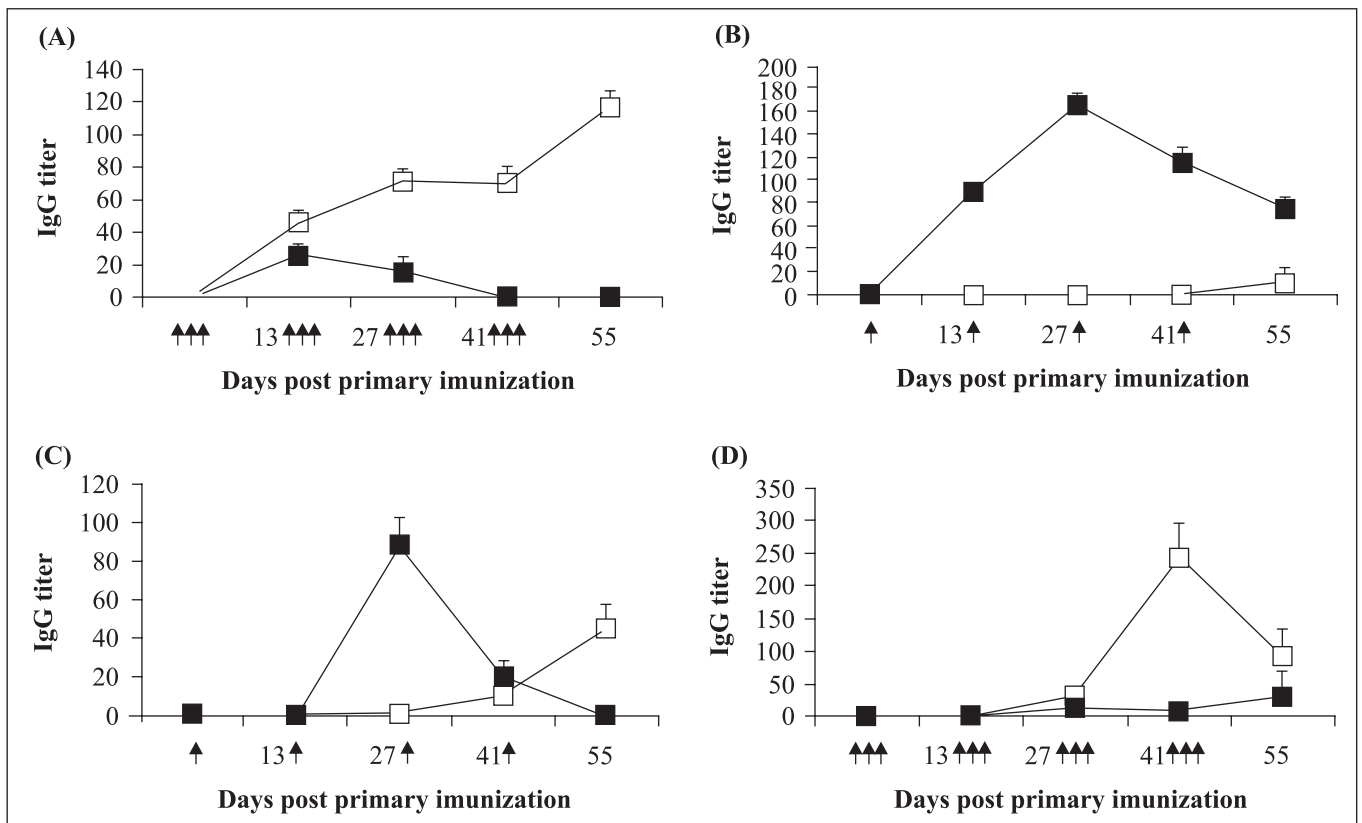 (A)
140
120
100
80
60
40
20
0
IgG titer
13 27 41 55
Days post primary imunization
(B)
200
180
160
140
120
100
80
60
40
20
0
IgG titer
13 27 41 55
Days post primary imunization
(C)
120
100
80
60
40
20
0
IgG titer
13 27 41 55
Days post primary imunization
(D)
350
300
250
200
150
100
50
0
IgG titer
13 27 41 55
Days post primary imunization